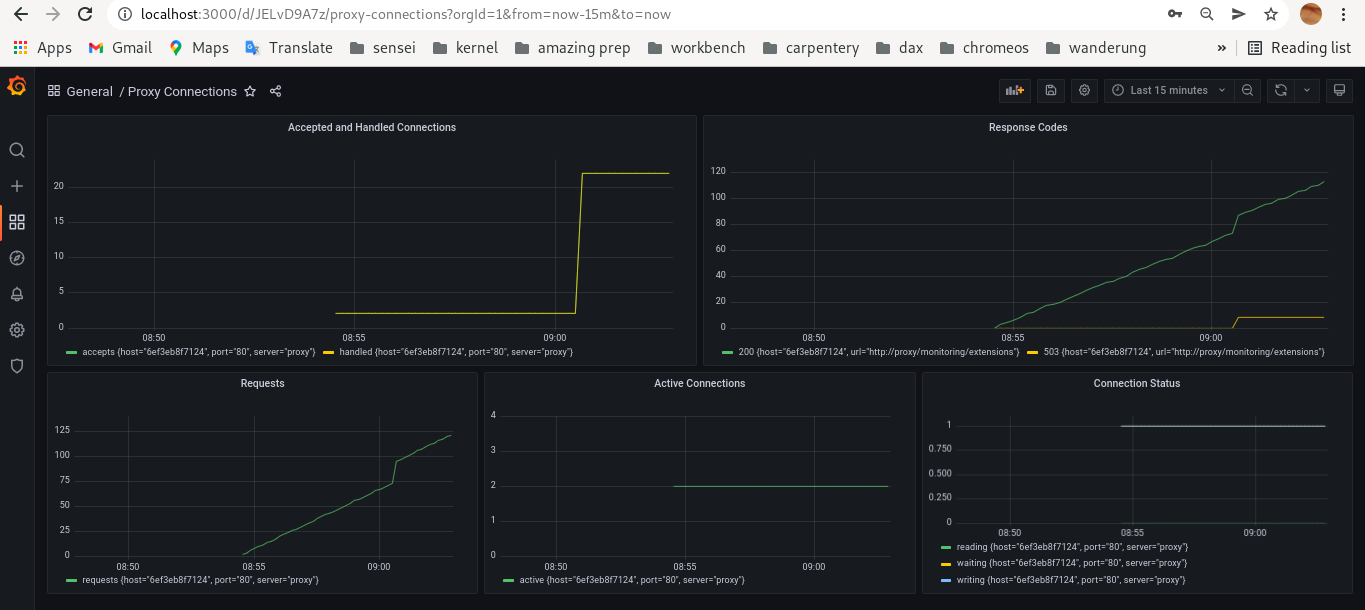 localhost:3000/d/JELvD9A7z/proxy-connections?orgId=1&from=now-15m&to=now
Apps Gmail Maps Translate sensei kernel amazing prep workbench carpentery dax chromeos wanderung » Reading list
General / Proxy Connections Last 15 minutes
Accepted and Handled Connections
20
15
10
5
0
08:50 08:55 09:00
accepts {host="6ef3eb8f7124", port="80", server="proxy"} handled {host="6ef3eb8f7124", port="80", server="proxy"}
Response Codes
120
100
80
60
40
20
0
08:50 08:55 09:00
200 {host="6ef3eb8f7124", url="http://proxy/monitoring/extensions"} 503 {host="6ef3eb8f7124", url="http://proxy/monitoring/extensions"}
Requests
125
100
75
50
25
0
08:50 08:55 09:00
requests {host="6ef3eb8f7124", port="80", server="proxy"}
Active Connections
4
3
2
1
0
08:50 08:55 09:00
active {host="6ef3eb8f7124", port="80", server="proxy"}
Connection Status
1
0.750
0.500
0.250
0
08:50 08:55 09:00
reading {host="6ef3eb8f7124", port="80", server="proxy"}
waiting {host="6ef3eb8f7124", port="80", server="proxy"}
writing {host="6ef3eb8f7124", port="80", server="proxy"}